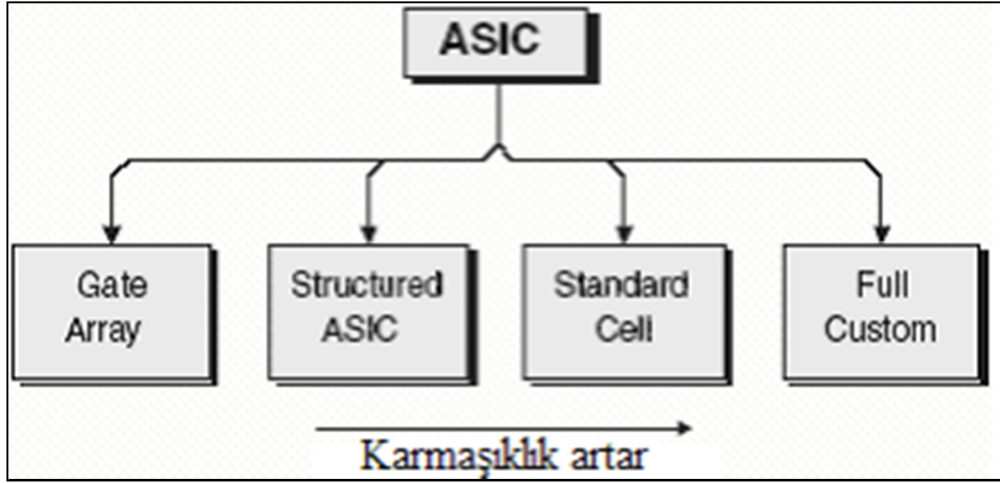 ASIC
Gate
Array
Structured
ASIC
Standard
Cell
Full
Custom
Karmaşıklık artar